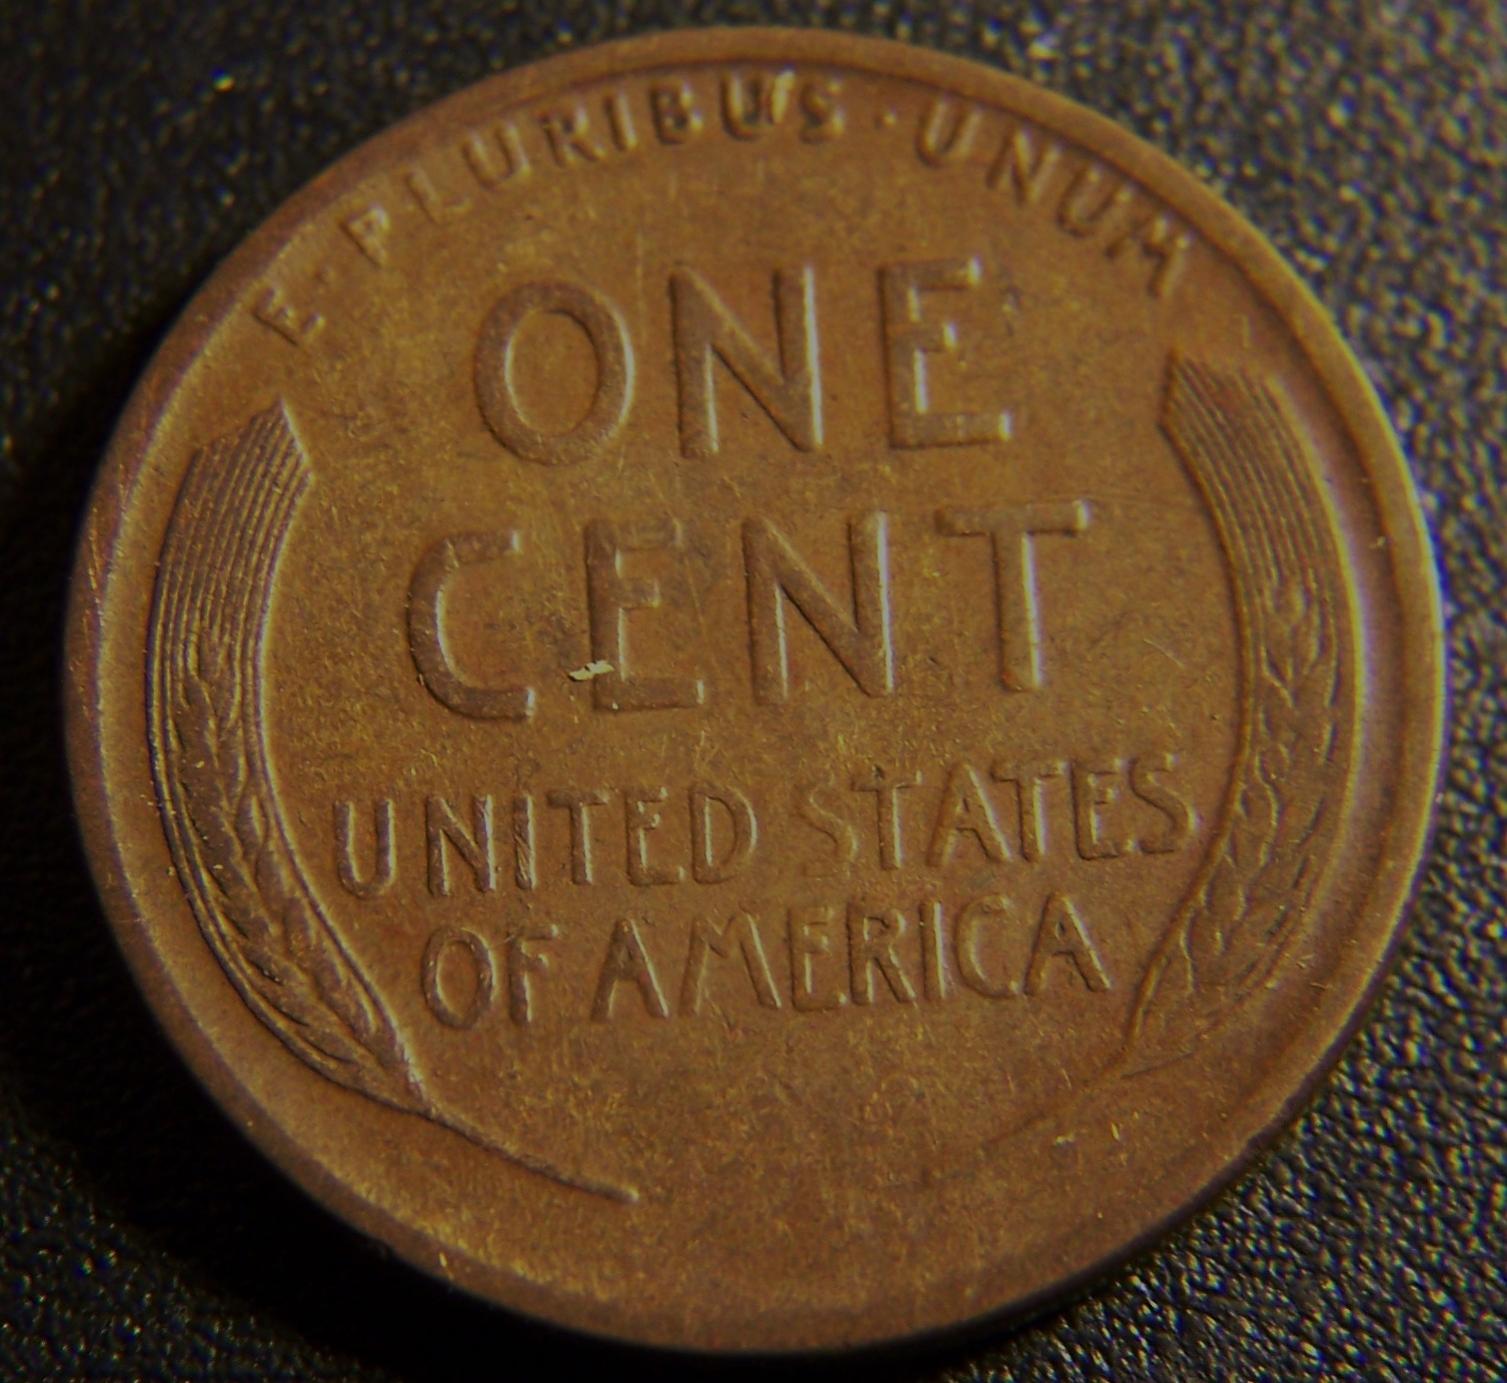 E·PLURIBUS·UNUM
ONE
CENT
UNITED STATES
OF AMERICA